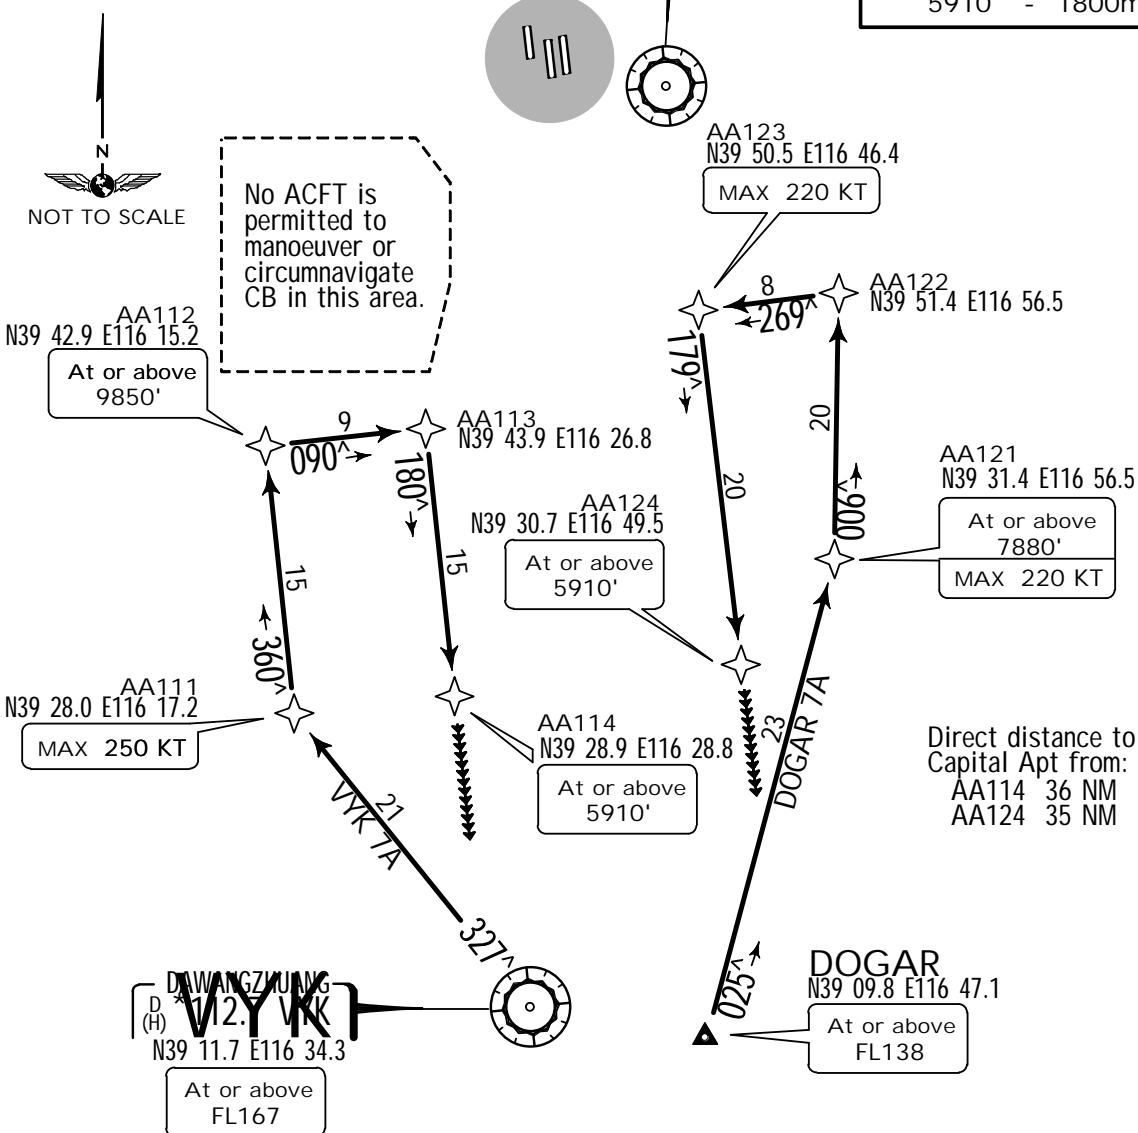 5910' - 1800m
N
NOT TO SCALE
No ACFT is
permitted to
manoeuver or
circumnavigate
CB in this area.
AA123
N39 50.5 E116 46.4
MAX 220 KT
AA122
N39 51.4 E116 56.5
8
269^
179^
20
20
006^
AA112
N39 42.9 E116 15.2
At or above
9850'
9
090^
AA113
N39 43.9 E116 26.8
180^
15
15
360^
AA121
N39 31.4 E116 56.5
At or above
7880'
MAX 220 KT
AA124
N39 30.7 E116 49.5
At or above
5910'
AA111
N39 28.0 E116 17.2
MAX 250 KT
AA114
N39 28.9 E116 28.8
At or above
5910'
23
DOGAR 7A
025^
Direct distance to
Capital Apt from:
AA114 36 NM
AA124 35 NM
21
VYK 7A
327^
VYK
DAWANGZHUANG
D
(H)
*112. VYK
N39 11.7 E116 34.3
At or above
FL167
DOGAR
N39 09.8 E116 47.1
At or above
FL138